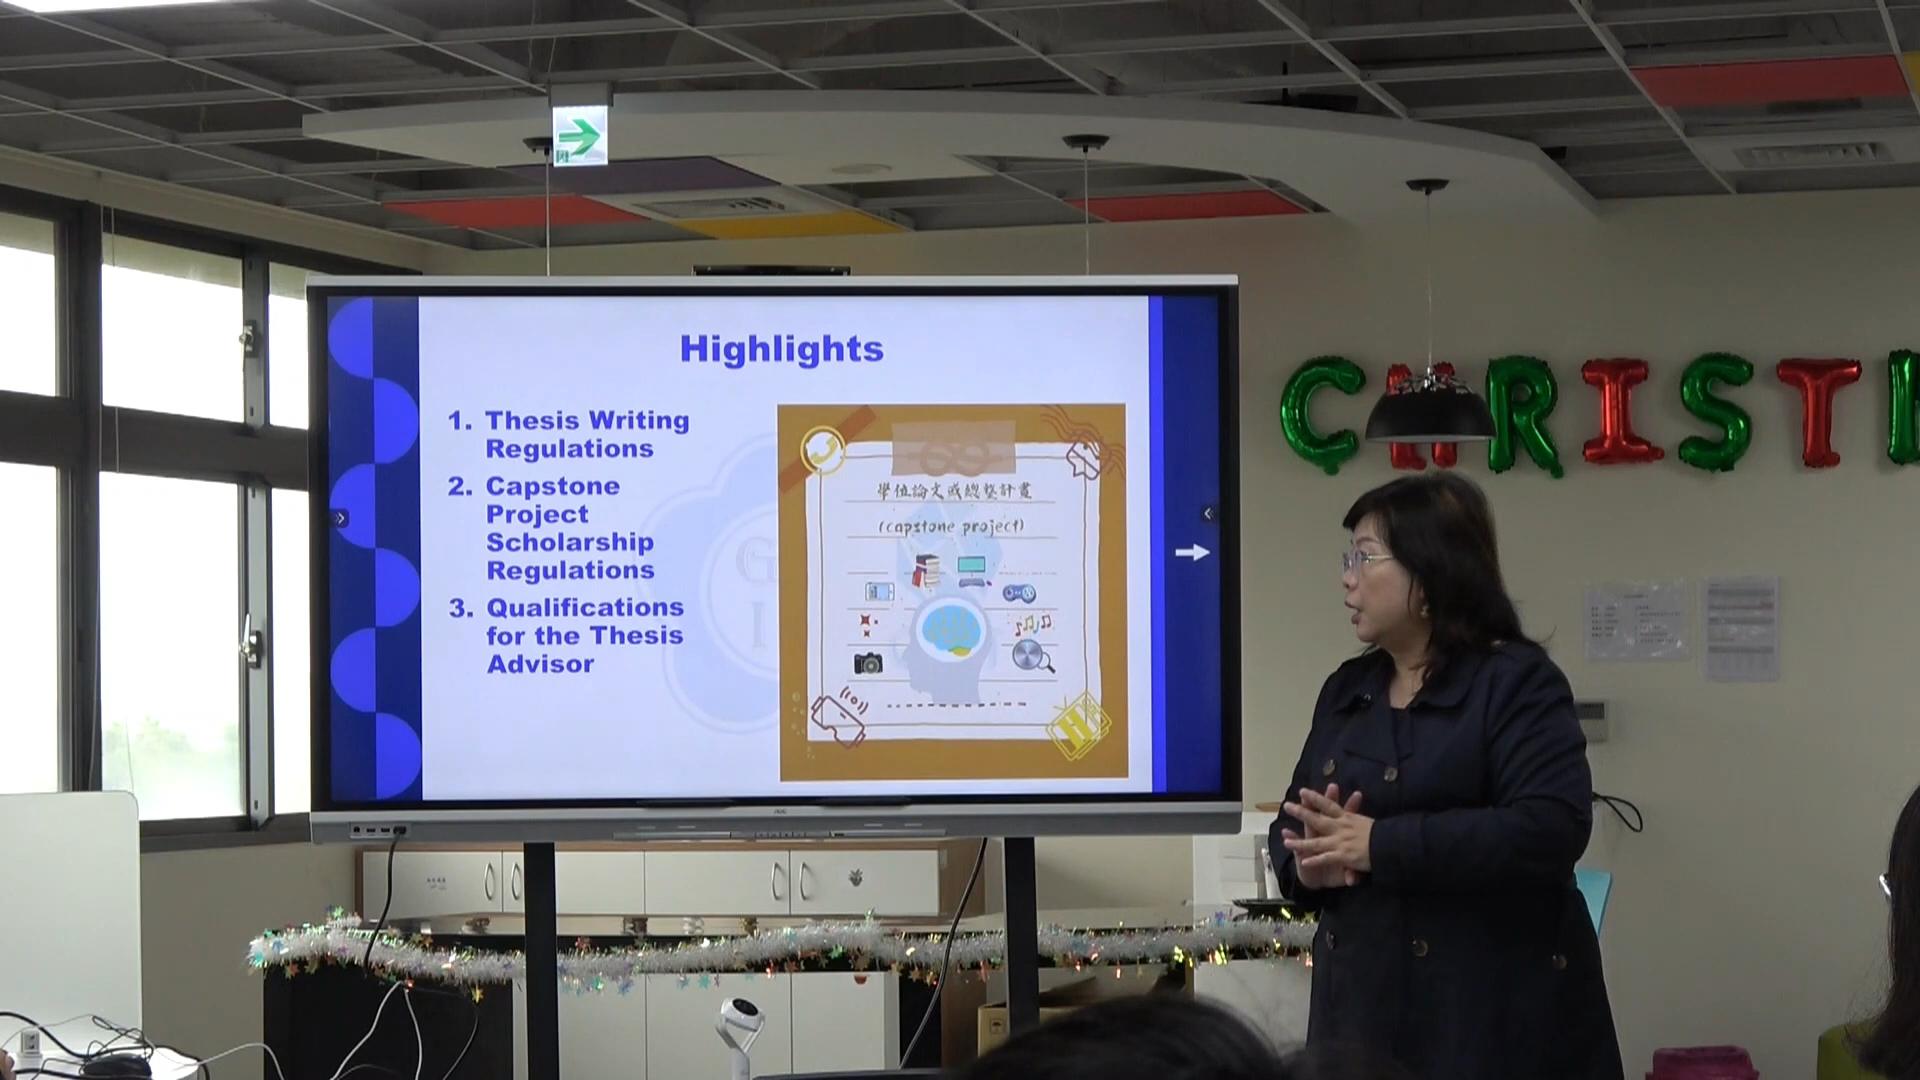 Highlights
1. Thesis Writing
Regulations
2. Capstone
Project
Scholarship
Regulations
3. Qualifications
for the Thesis
Advisor
學位論文或總整計畫
(capstone project)
CHRIST